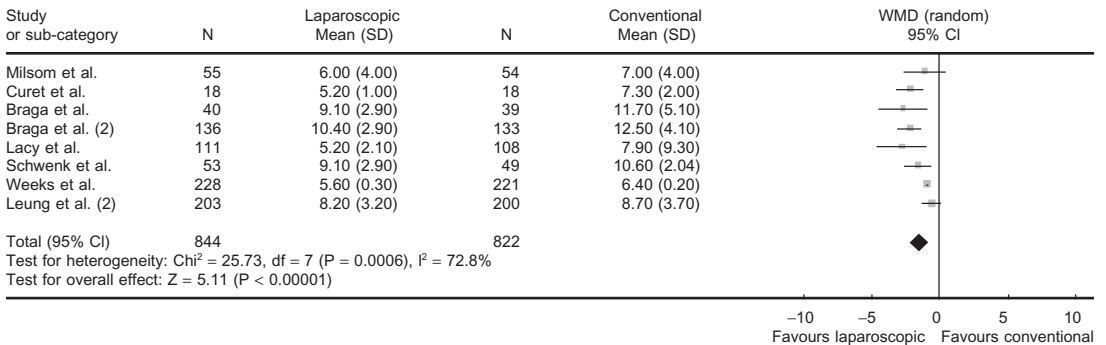 Study Laparoscopic Conventional WMD (random)
or sub-category N Mean (SD) N Mean (SD) 95% CI
Milsom et al. 55 6.00 (4.00) 54 7.00 (4.00)
Curet et al. 18 5.20 (1.00) 18 7.30 (2.00)
Braga et al. 40 9.10 (2.90) 39 11.70 (5.10)
Braga et al. (2) 136 10.40 (2.90) 133 12.50 (4.10)
Lacy et al. 111 5.20 (2.10) 108 7.90 (9.30)
Schwenk et al. 53 9.10 (2.90) 49 10.60 (2.04)
Weeks et al. 228 5.60 (0.30) 221 6.40 (0.20)
Leung et al. (2) 203 8.20 (3.20) 200 8.70 (3.70)
Total (95% CI) 844 822
Test for heterogeneity: Chi² = 25.73, df = 7 (P = 0.0006), I² = 72.8%
Test for overall effect: Z = 5.11 (P < 0.00001)
−10 −5 0 5 10
Favours laparoscopic Favours conventional